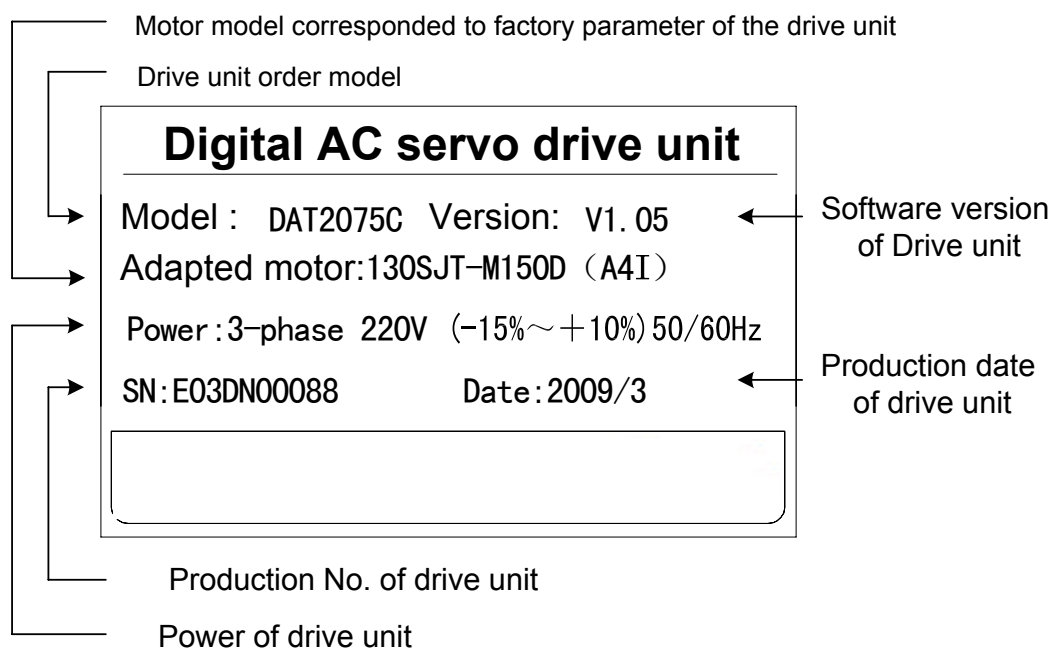 Motor model corresponded to factory parameter of the drive unit
Drive unit order model
Digital AC servo drive unit
Model : DAT2075C Version: V1.05
Software version
of Drive unit
Adapted motor:130SJT-M150D (A4I)
Power:3-phase 220V (-15%~+10%)50/60Hz
SN:E03DN00088 Date:2009/3
Production date
of drive unit
Production No. of drive unit
Power of drive unit